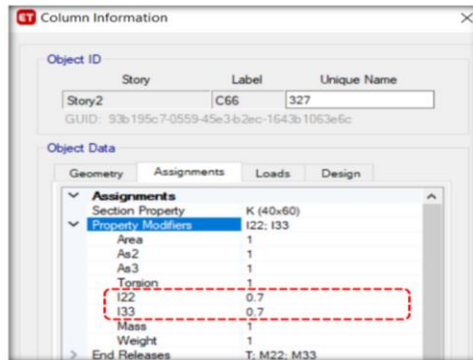 ET Column Information
Object ID
Story Label Unique Name
Story2 C66 327
GUID: 93b195c7-0559-45e3-b2ec-1643b1063e6c
Object Data
Geometry Assignments Loads Design
Assignments
Section Property K (40x60)
Property Modifiers I22; I33
Area 1
As2 1
As3 1
Torsion 1
I22 0.7
I33 0.7
Mass 1
Weight 1
End Releases T; M22; M33